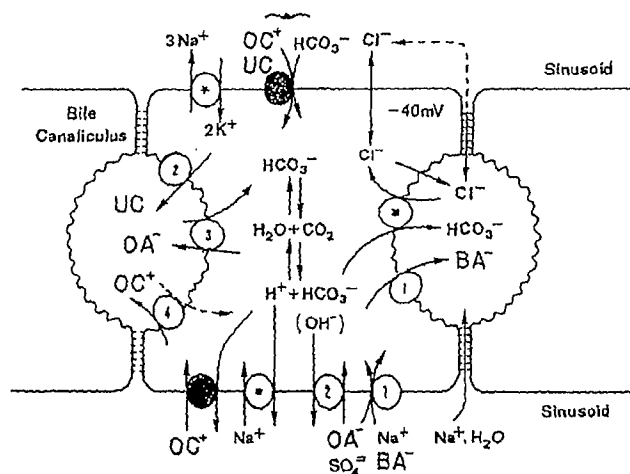 3Na⁺ OC⁺ HCO₃⁻ Cl⁻
UC
Sinusoid
*
Bile
Canaliculus
2K⁺
-40mV
2
HCO₃⁻
Cl⁻
Cl⁻
UC
*
HCO₃⁻
3
H₂O + CO₂
OA⁻
BA⁻
OC⁺
H⁺ + HCO₃⁻
1
4
(OH⁻)
* 2 1
Sinusoid
OC⁺ Na⁺ OA⁻ Na⁺ Na⁺, H₂O
SO₄⁼ BA⁻